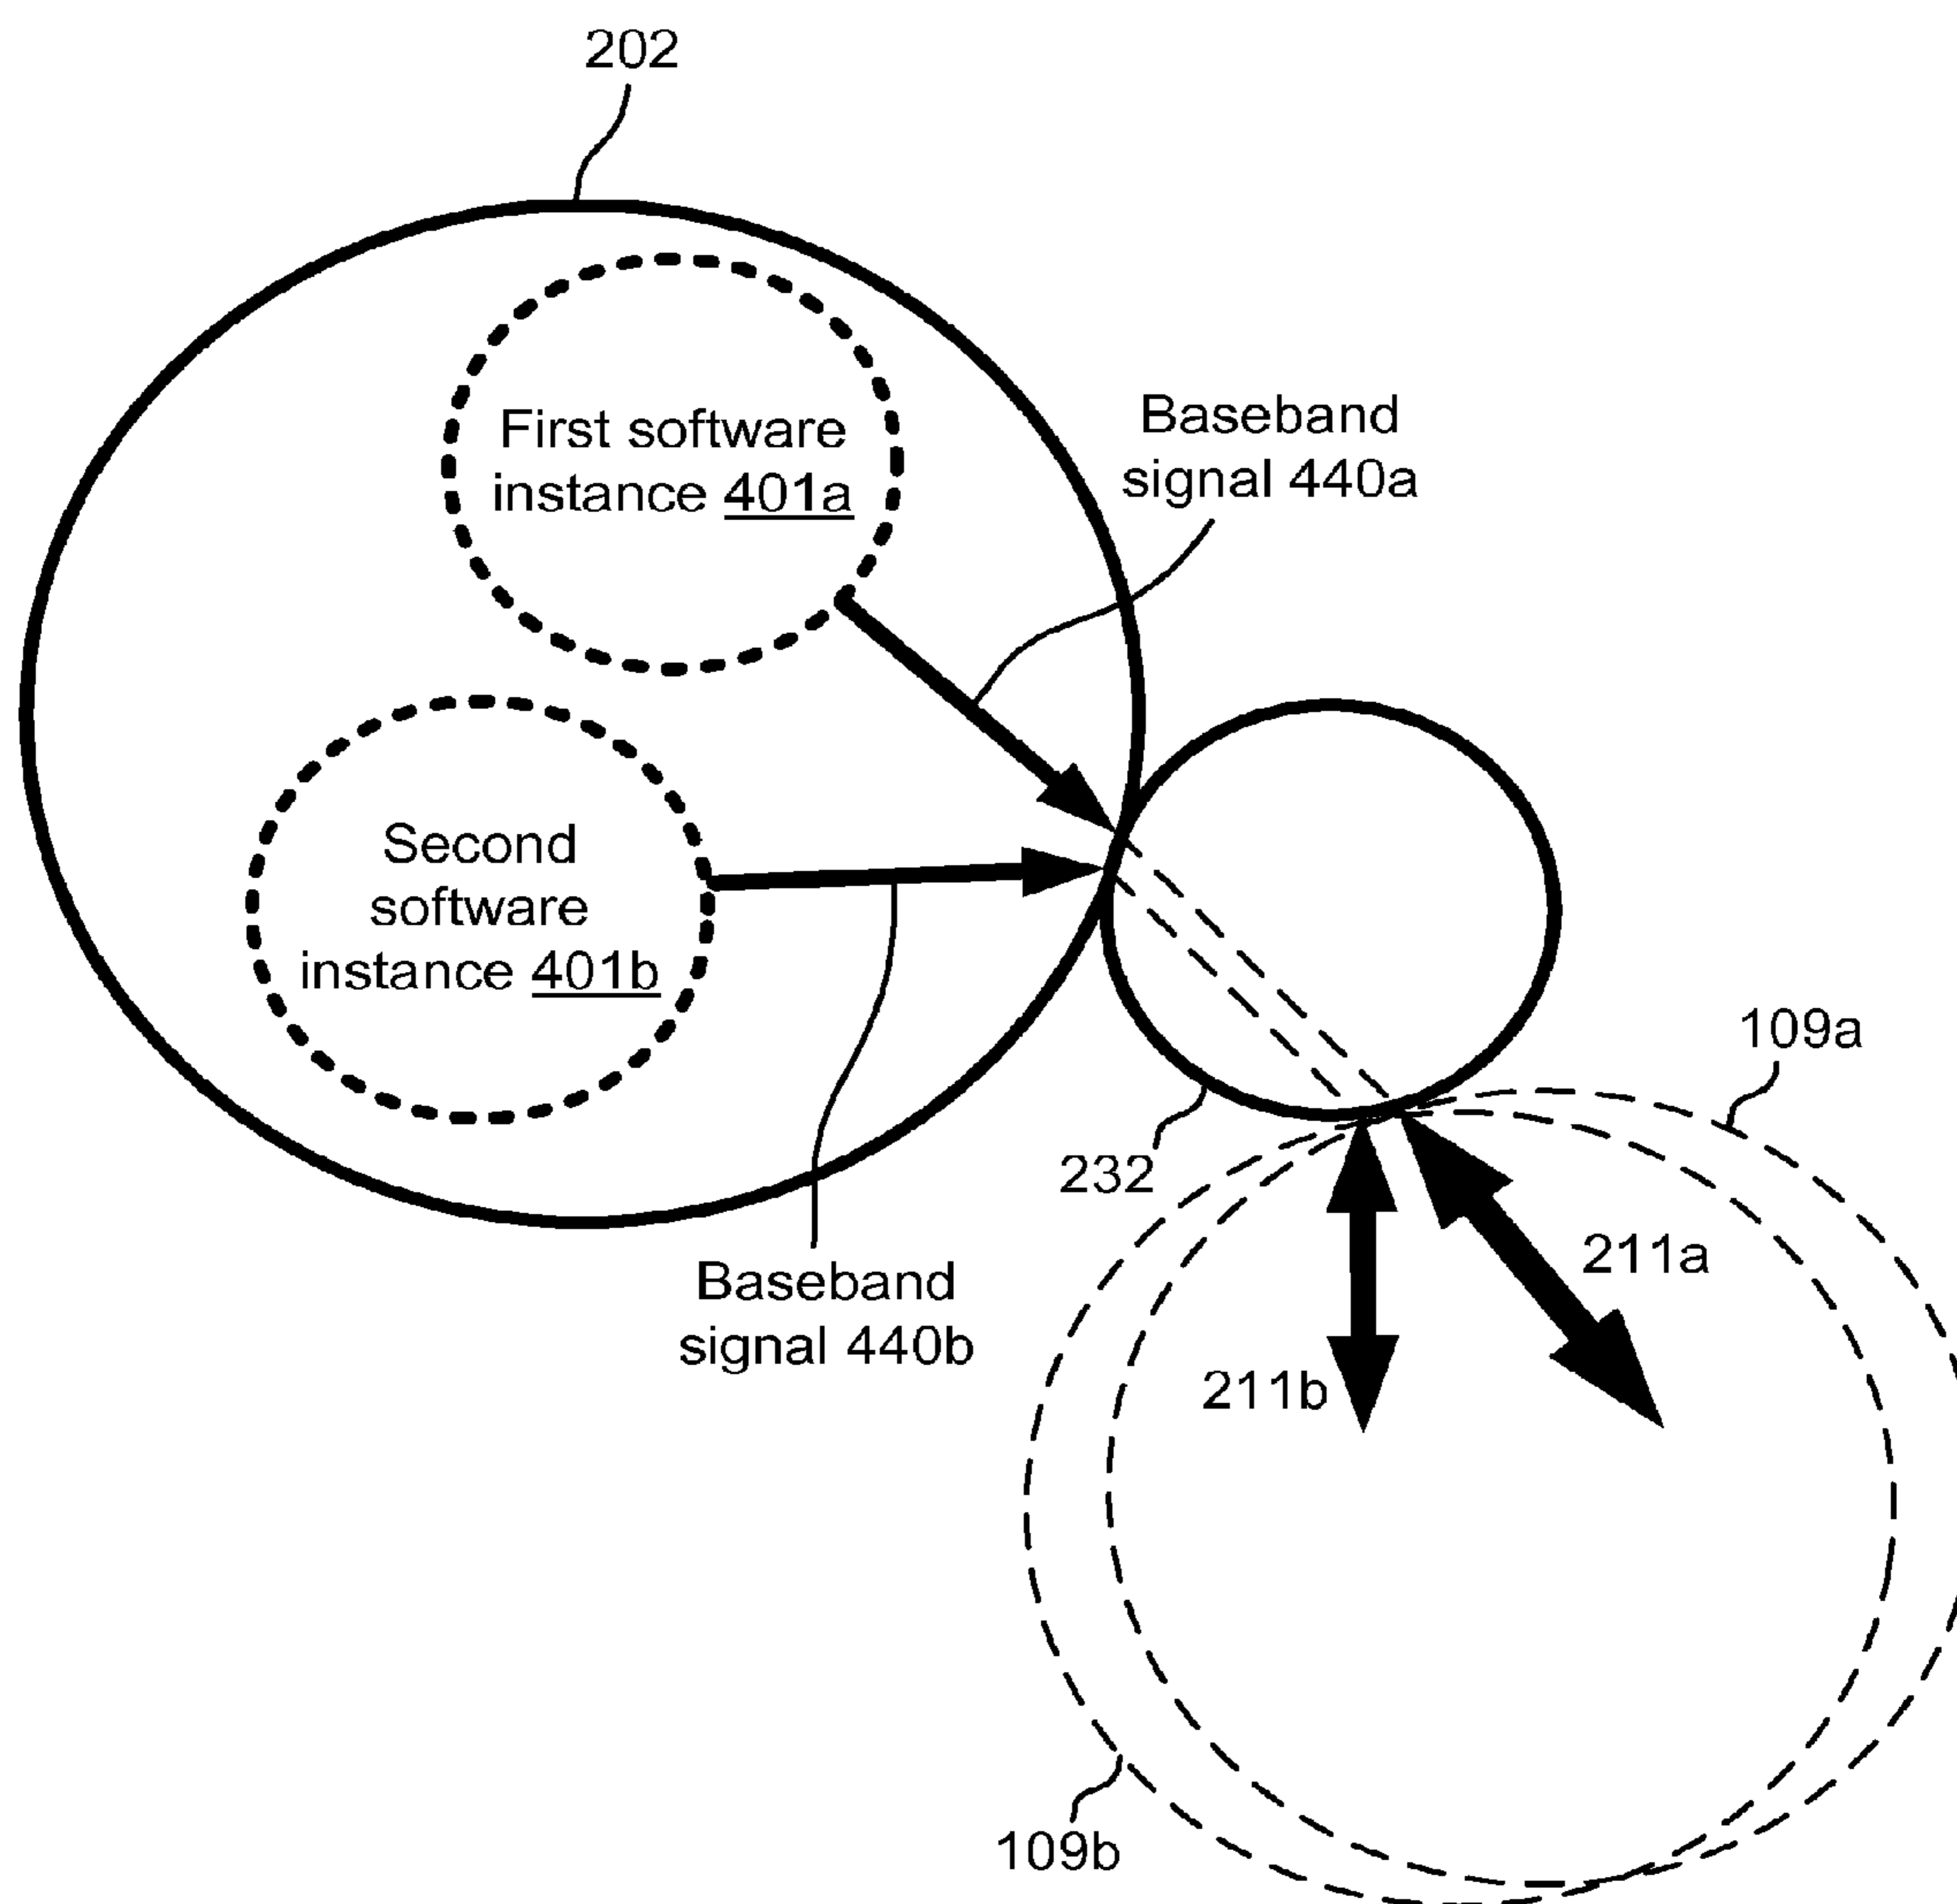 202
First software
instance 401a
Baseband
signal 440a
Second
software
instance 401b
109a
232
211a
Baseband
signal 440b
211b
109b